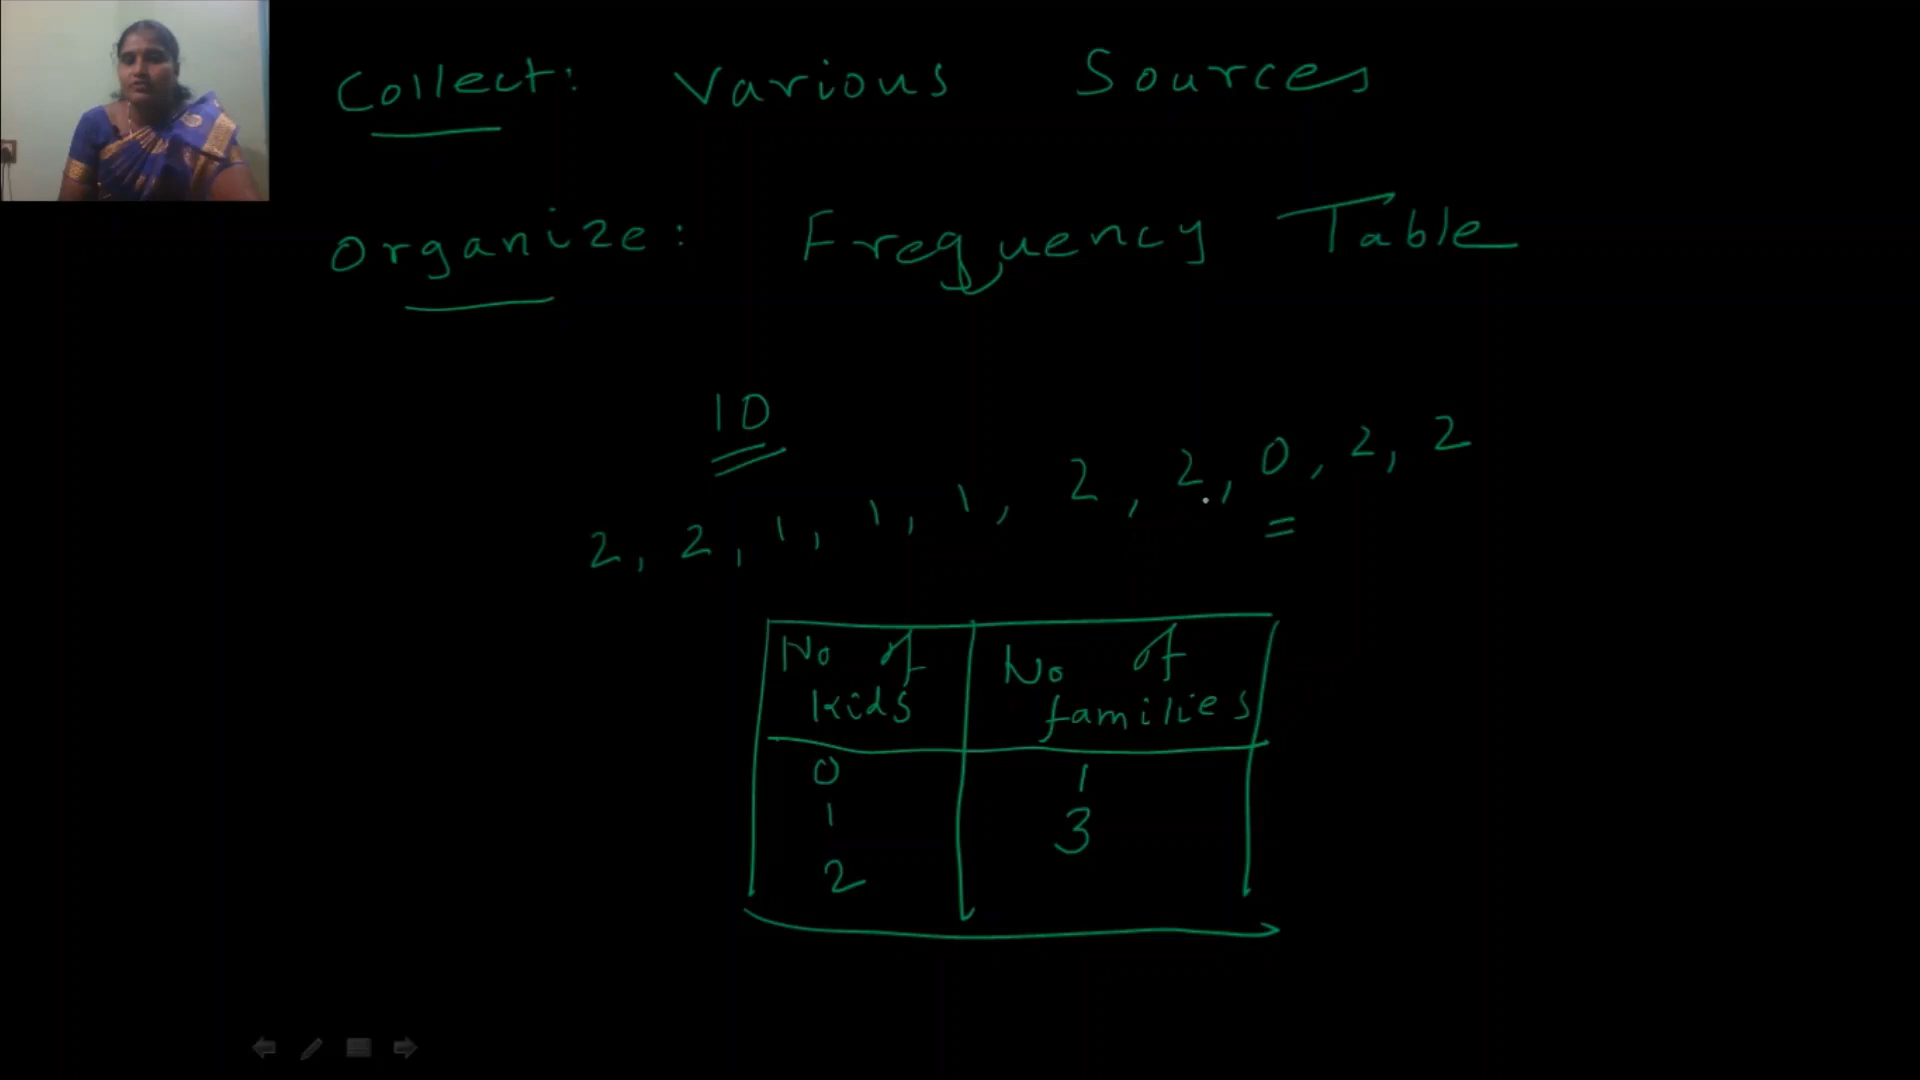 Collect: Various Sources
Organize: Frequency Table
10
2, 2, 1, 1, 1, 2, 2, 0, 2, 2
No of kids No of families
0 1
1 3
2